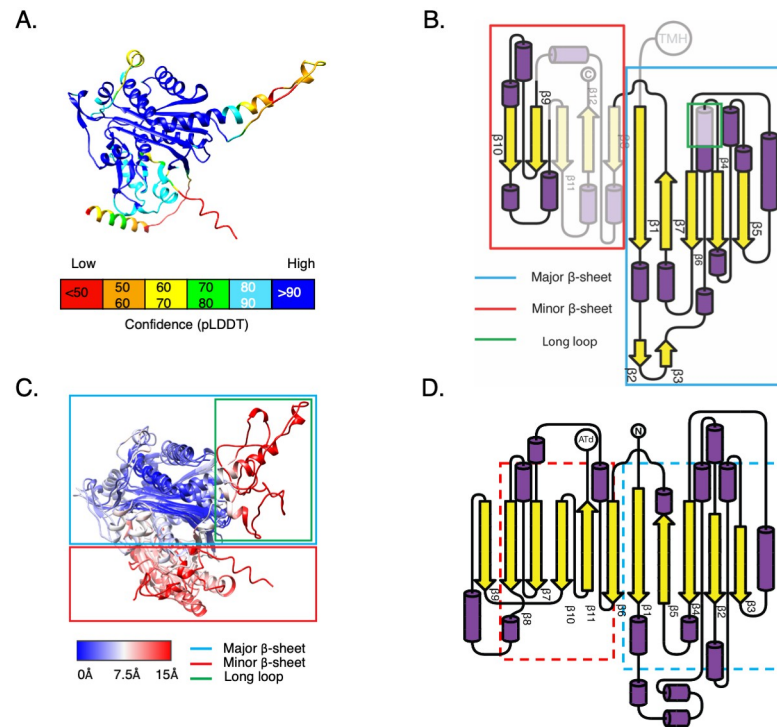 A.
Low
High
<50
50
60
60
70
70
80
80
90
>90
Confidence (pLDDT)
B.
TMH
C
β12
β9
β10
β11
β8
β1
β7
β6
β4
β5
β2
β3
Major β-sheet
Minor β-sheet
Long loop
C.
0Å
7.5Å
15Å
Major β-sheet
Minor β-sheet
Long loop
D.
ATd
N
β9
β8
β7
β10
β11
β6
β1
β5
β4
β2
β3